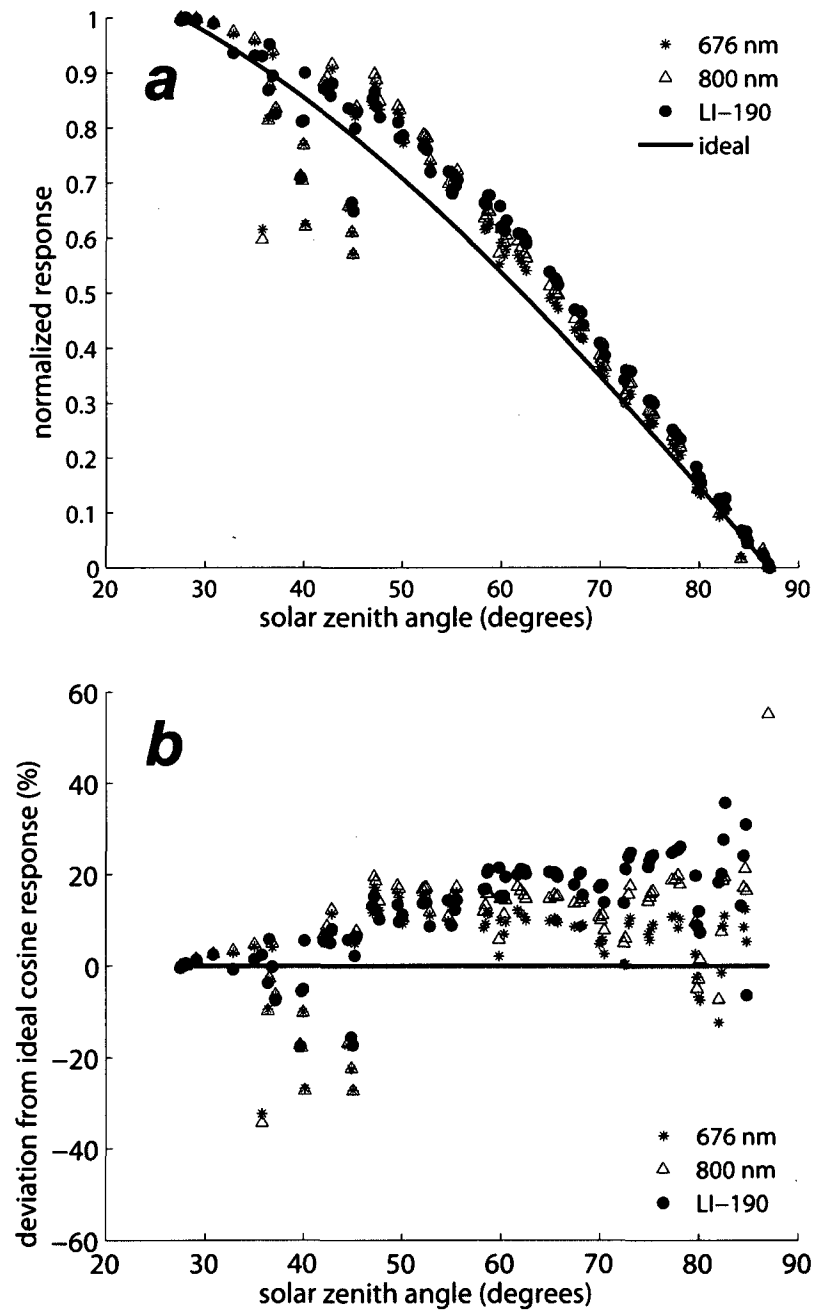 a
1
0.9
0.8
0.7
0.6
0.5
0.4
0.3
0.2
0.1
0
normalized response
676 nm
800 nm
LI−190
ideal
20 30 40 50 60 70 80 90
solar zenith angle (degrees)
b
60
40
20
0
−20
−40
−60
deviation from ideal cosine response (%)
676 nm
800 nm
LI−190
20 30 40 50 60 70 80 90
solar zenith angle (degrees)